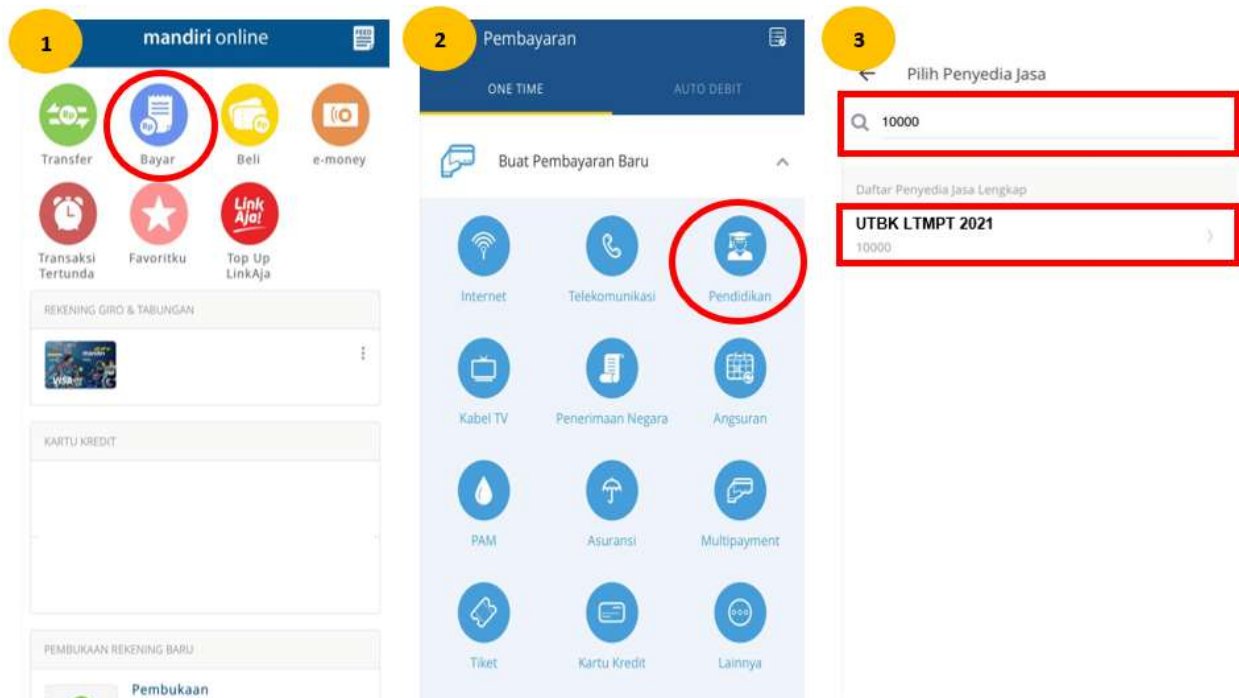 1
mandiri online
FEED
Transfer
Bayar
Beli
e-money
Link
Aja!
Transaksi
Tertunda
Favoritku
Top Up
LinkAja
REKENING GIRO & TABUNGAN
mandiri
VISA
KARTU KREDIT
PEMBUKAAN REKENING BARU
Pembukaan
2
Pembayaran
ONE TIME
AUTO DEBIT
Buat Pembayaran Baru
Internet
Telekomunikasi
Pendidikan
Kabel TV
Penerimaan Negara
Angsuran
PAM
Asuransi
Multipayment
Tiket
Kartu Kredit
Lainnya
3
Pilih Penyedia Jasa
10000
Daftar Penyedia Jasa Lengkap
UTBK LTMPT 2021
10000